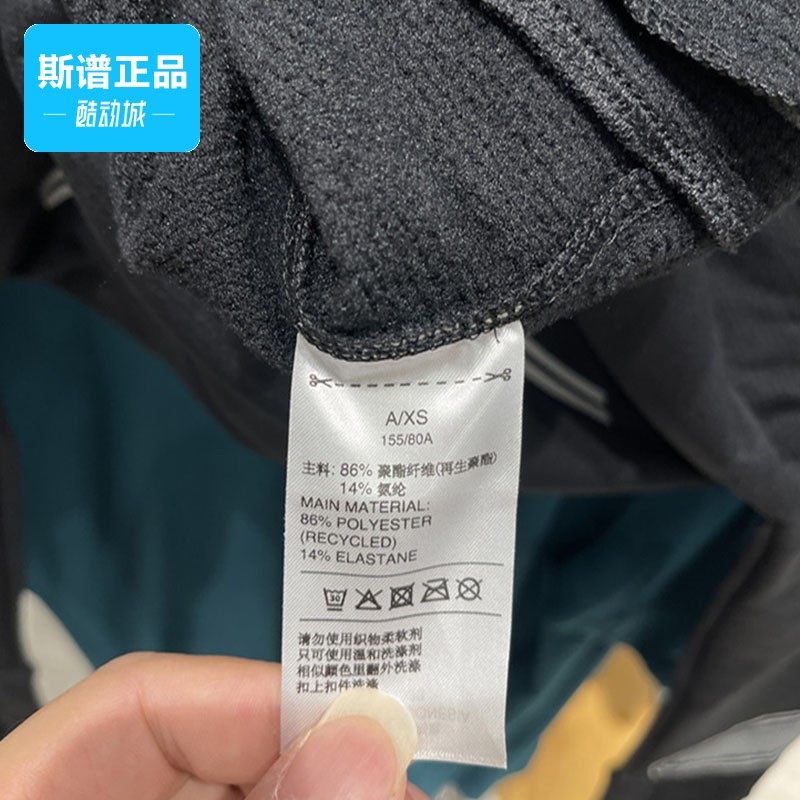 斯谱正品
酷动城
A/XS
155/80A
主料: 86% 聚酯纤维(再生聚酯)
14% 氨纶
MAIN MATERIAL:
86% POLYESTER
(RECYCLED)
14% ELASTANE
30
请勿使用织物柔软剂
只可使用温和洗涤剂
相似颜色里翻外洗涤
扣上扣件洗涤